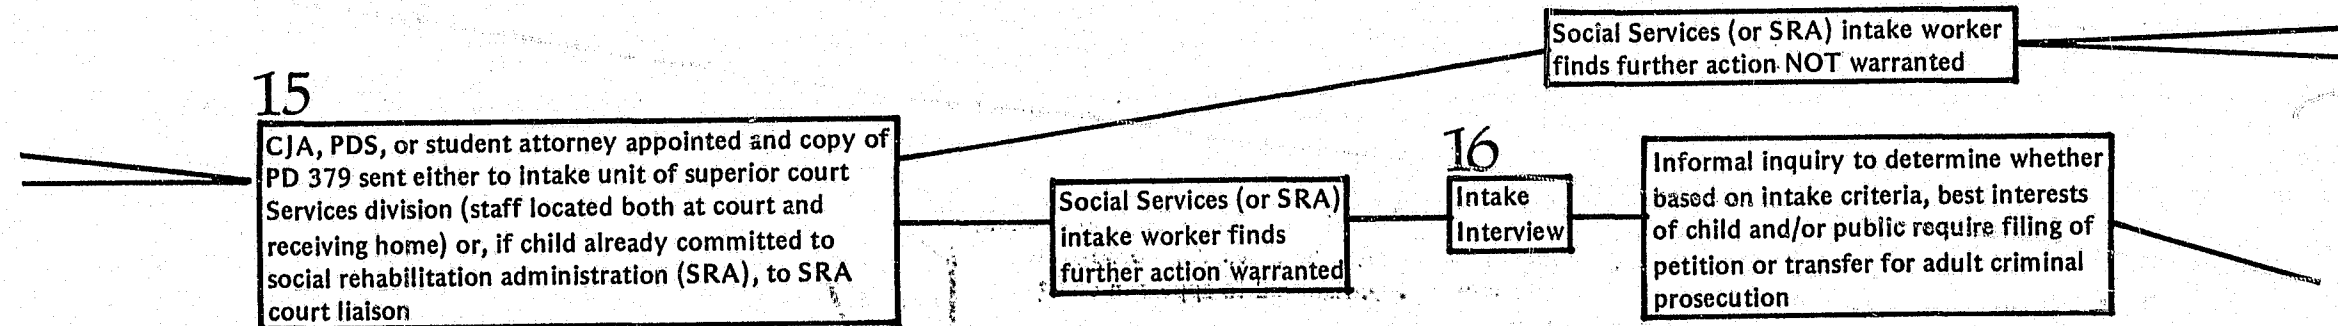 15
CJA, PDS, or student attorney appointed and copy of
PD 379 sent either to intake unit of superior court
Services division (staff located both at court and
receiving home) or, if child already committed to
social rehabilitation administration (SRA), to SRA
court liaison
Social Services (or SRA) intake worker
finds further action NOT warranted
Social Services (or SRA)
intake worker finds
further action warranted
16
Intake
Interview
Informal inquiry to determine whether
based on intake criteria, best interests
of child and/or public require filing of
petition or transfer for adult criminal
prosecution